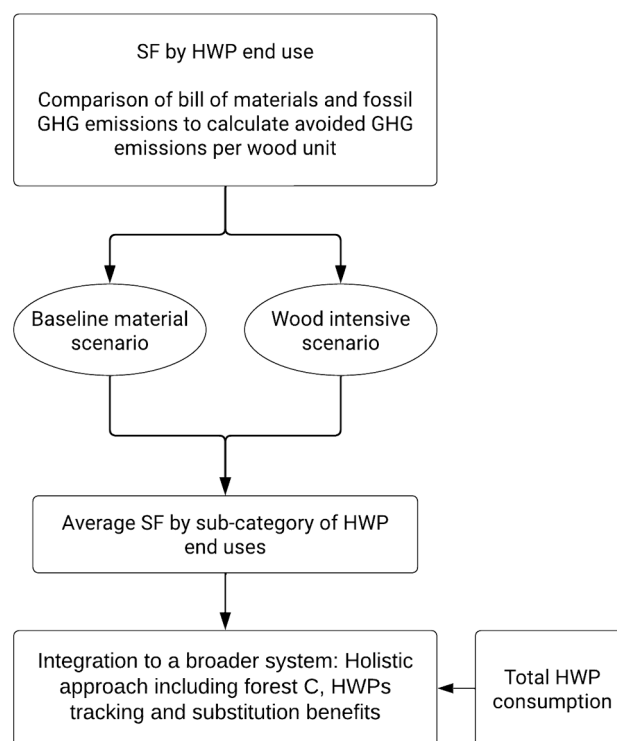 SF by HWP end use
Comparison of bill of materials and fossil
GHG emissions to calculate avoided GHG
emissions per wood unit
Baseline material
scenario
Wood intensive
scenario
Average SF by sub-category of HWP
end uses
Integration to a broader system: Holistic
approach including forest C, HWPs
tracking and substitution benefits
Total HWP
consumption